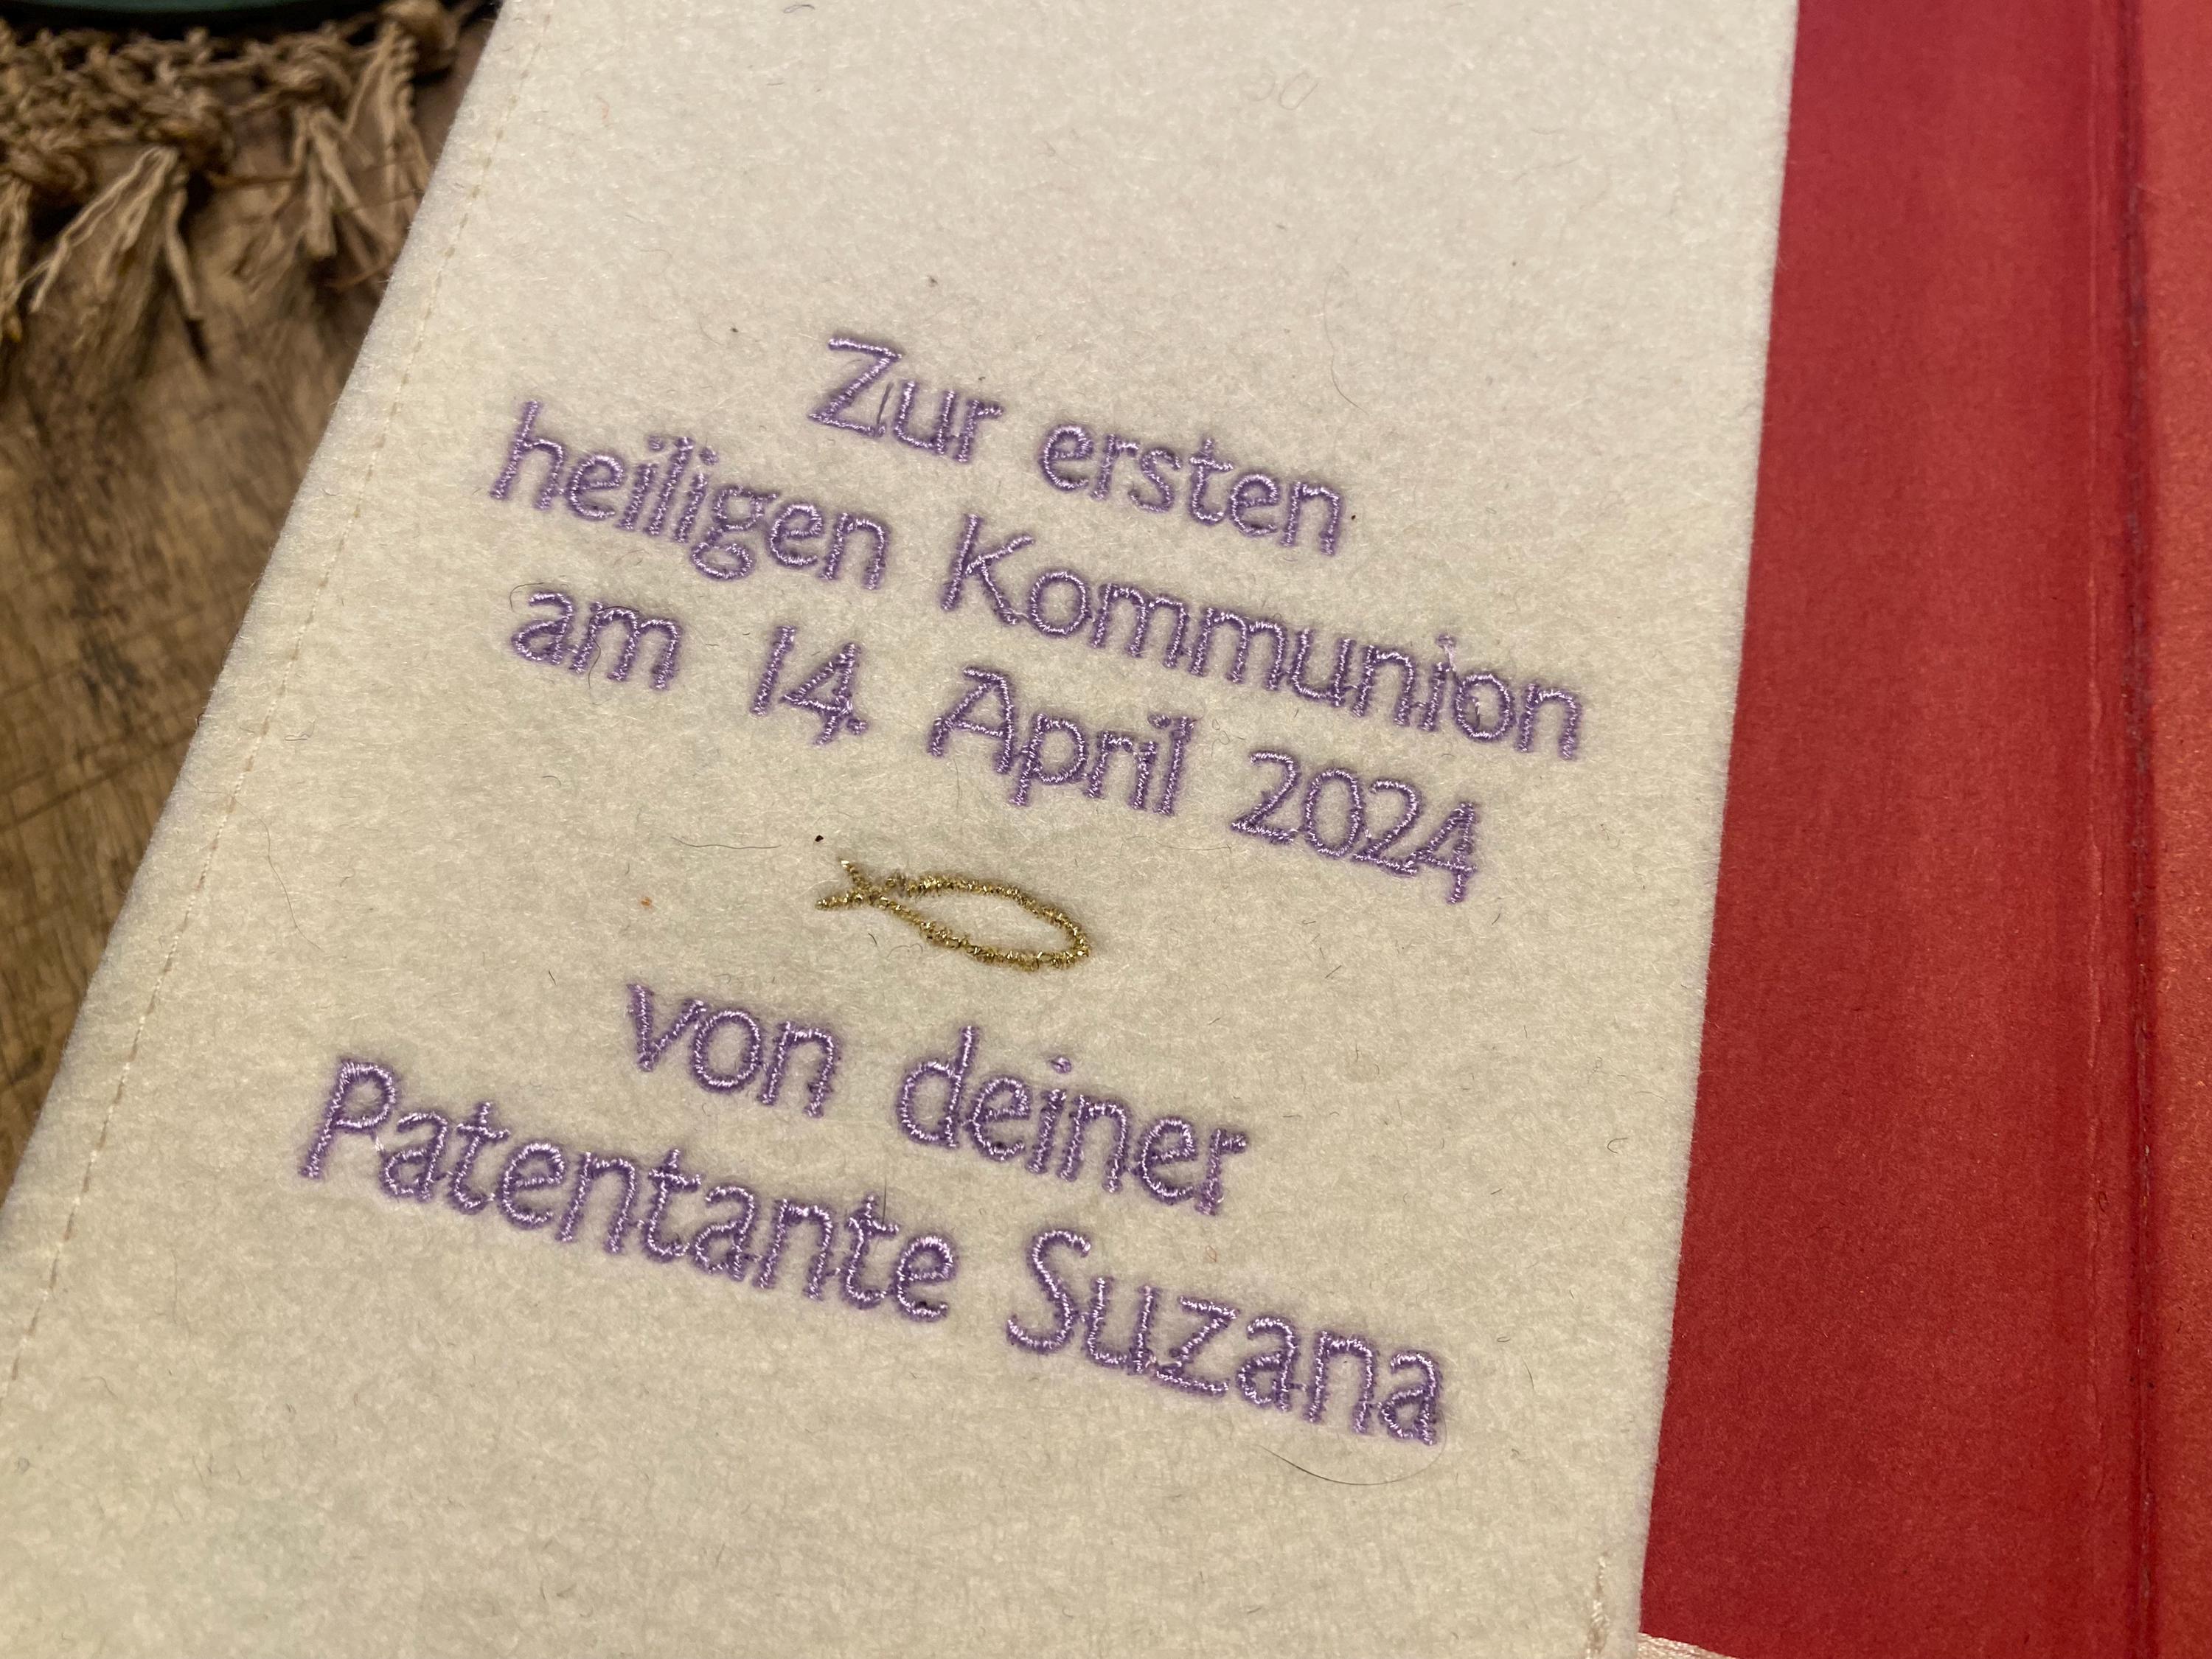 Zur ersten
heiligen Kommunion
am 14. April 2024
von deiner
Patentante Suzana